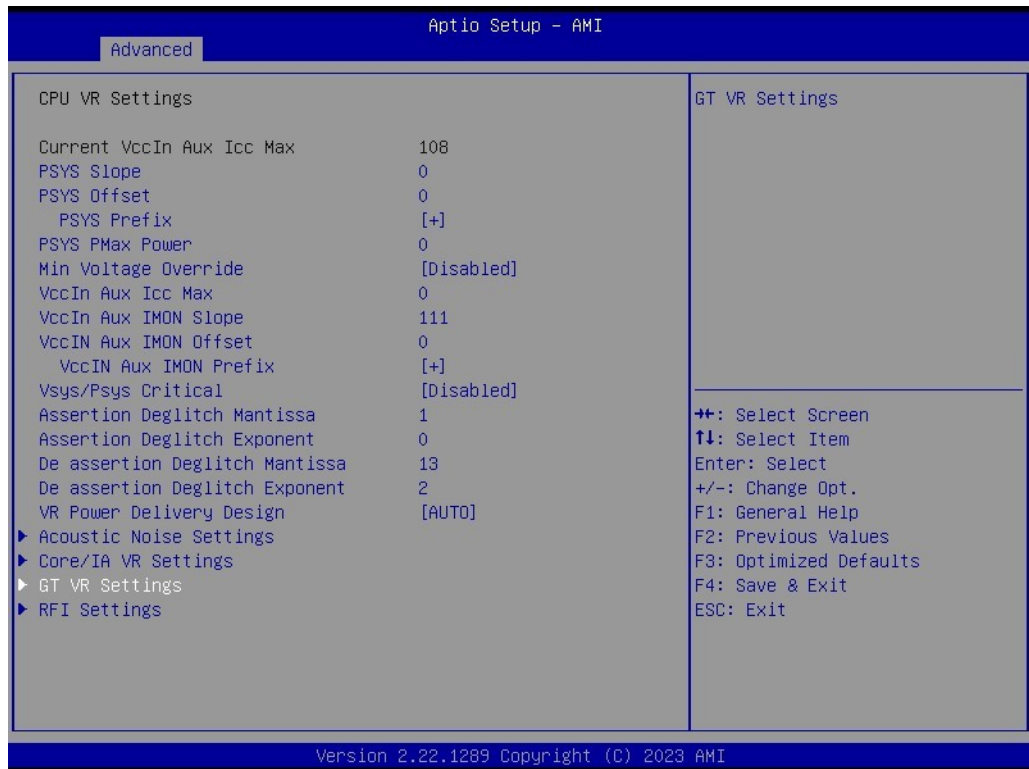 Aptio Setup – AMI
Advanced
CPU VR Settings
Current VccIn Aux Icc Max 108
PSYS Slope 0
PSYS Offset 0
PSYS Prefix [+]
PSYS PMax Power 0
Min Voltage Override [Disabled]
VccIn Aux Icc Max 0
VccIn Aux IMON Slope 111
VccIN Aux IMON Offset 0
VccIN Aux IMON Prefix [+]
Vsys/Psys Critical [Disabled]
Assertion Deglitch Mantissa 1
Assertion Deglitch Exponent 0
De assertion Deglitch Mantissa 13
De assertion Deglitch Exponent 2
VR Power Delivery Design [AUTO]
Acoustic Noise Settings
Core/IA VR Settings
GT VR Settings
RFI Settings
GT VR Settings
→←: Select Screen
↑↓: Select Item
Enter: Select
+/-: Change Opt.
F1: General Help
F2: Previous Values
F3: Optimized Defaults
F4: Save & Exit
ESC: Exit
Version 2.22.1289 Copyright (C) 2023 AMI